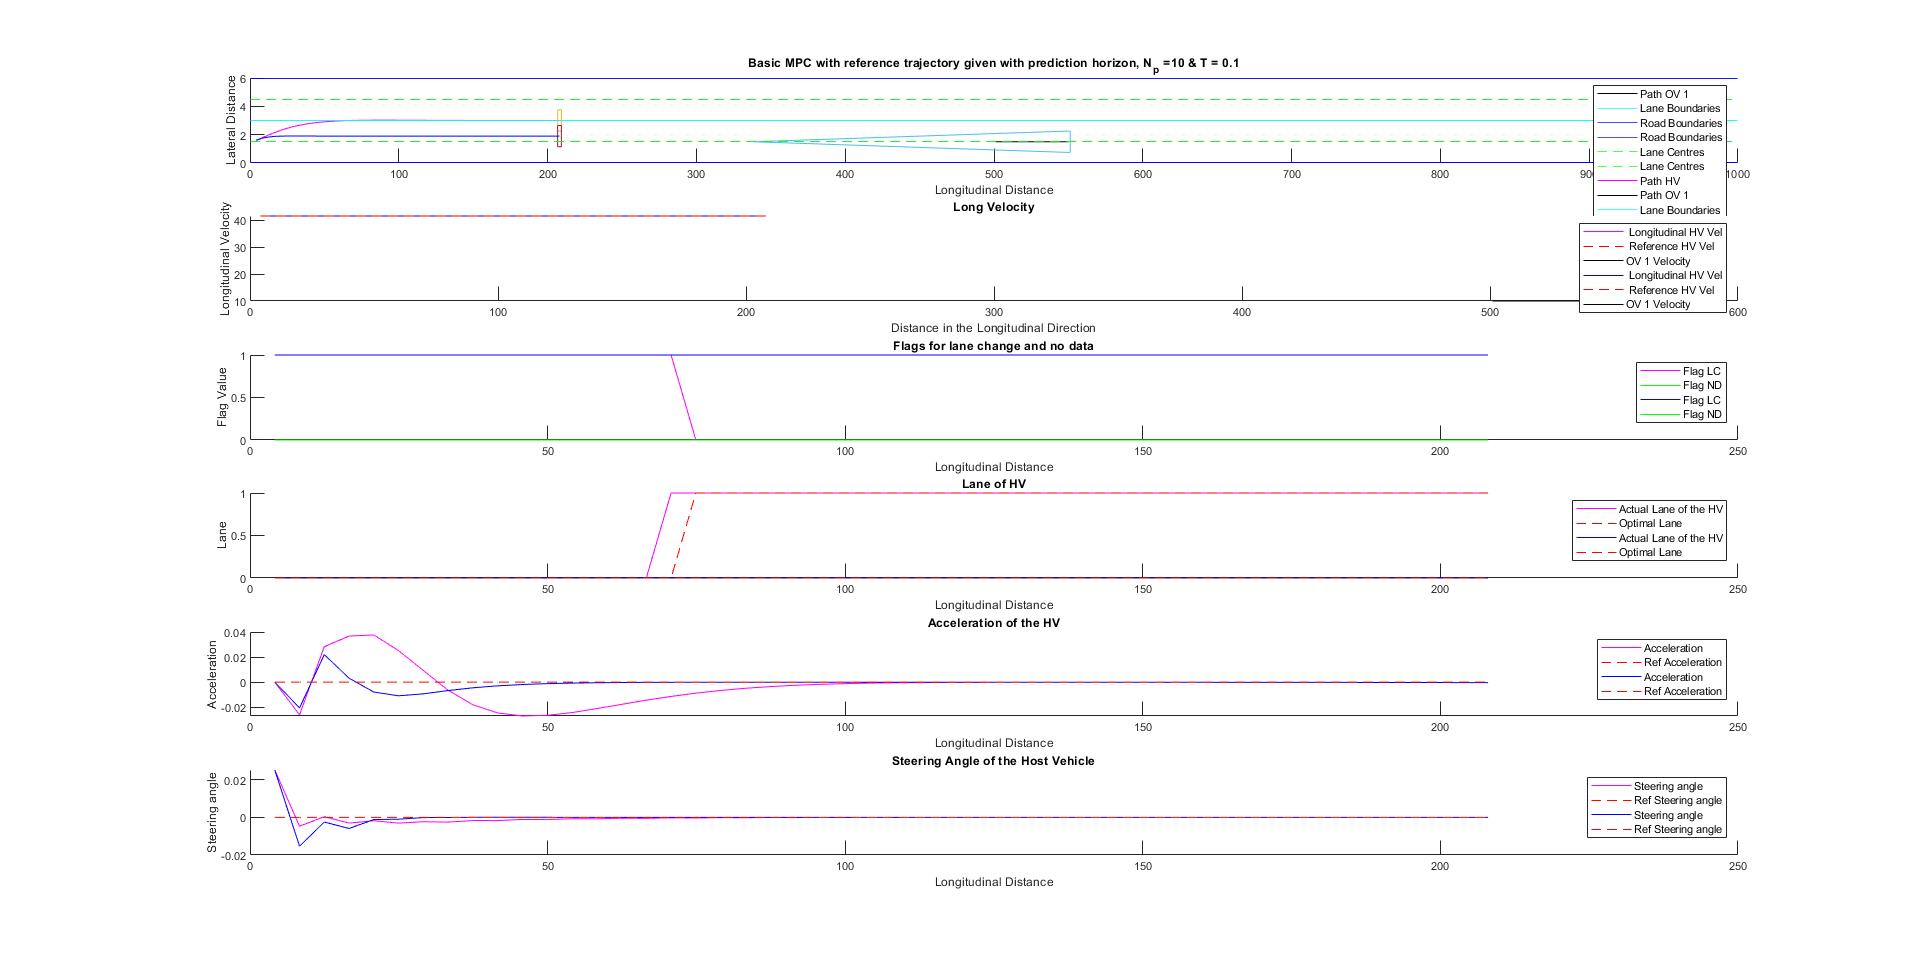 Basic MPC with reference trajectory given with prediction horizon, Np =10 & T = 0.1
Lateral Distance
6
4
2
0
0 100 200 300 400 500 600 700 800 90 1000
Longitudinal Distance
Path OV 1
Lane Boundaries
Road Boundaries
Road Boundaries
Lane Centres
Lane Centres
Path HV
Path OV 1
Lane Boundaries
Long Velocity
Longitudinal Velocity
40
30
20
10
0 100 200 300 400 500 600
Distance in the Longitudinal Direction
Longitudinal HV Vel
Reference HV Vel
OV 1 Velocity
Longitudinal HV Vel
Reference HV Vel
OV 1 Velocity
Flags for lane change and no data
Flag Value
1
0.5
0
0 50 100 150 200 250
Longitudinal Distance
Flag LC
Flag ND
Flag LC
Flag ND
Lane of HV
Lane
1
0.5
0
0 50 100 150 200 250
Longitudinal Distance
Actual Lane of the HV
Optimal Lane
Actual Lane of the HV
Optimal Lane
Acceleration of the HV
Acceleration
0.04
0.02
0
-0.02
0 50 100 150 200 250
Longitudinal Distance
Acceleration
Ref Acceleration
Acceleration
Ref Acceleration
Steering Angle of the Host Vehicle
Steering angle
0.02
0
-0.02
0 50 100 150 200 250
Longitudinal Distance
Steering angle
Ref Steering angle
Steering angle
Ref Steering angle